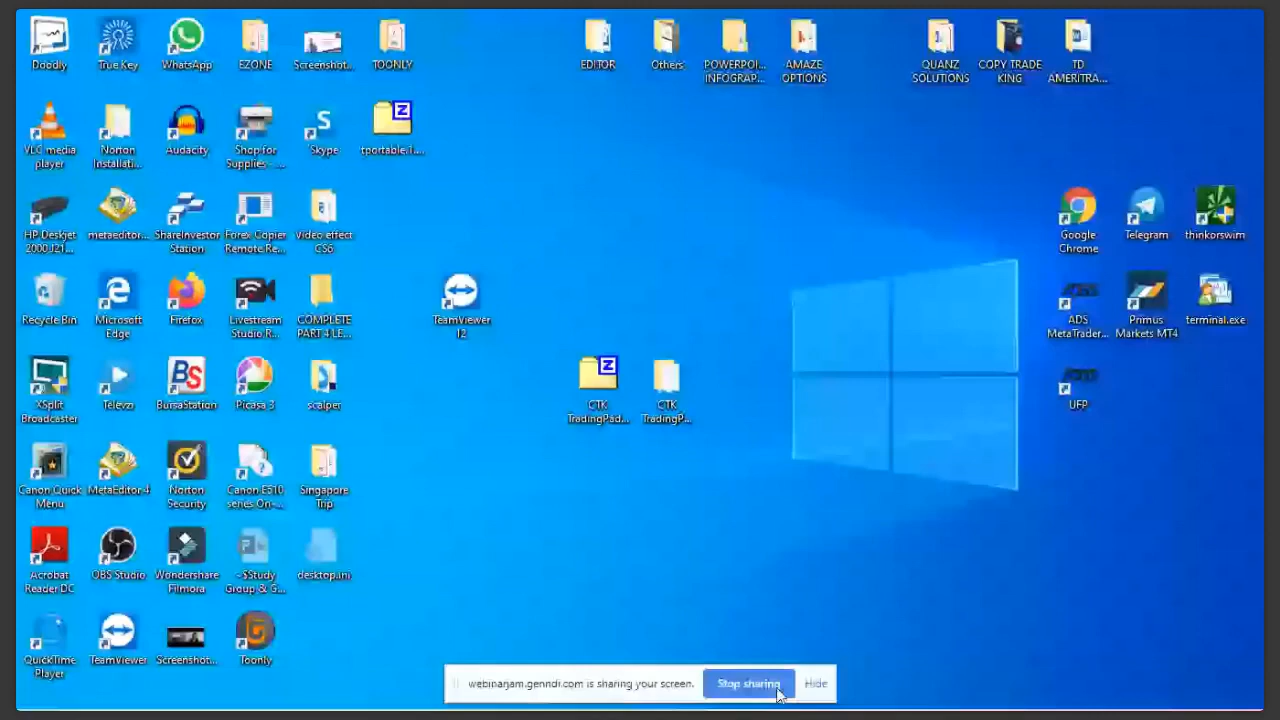 Doodly
True Key
WhatsApp
EZONE
Screenshot...
TOONLY
EDITOR
Others
POWERPOI...
INFOGRAP...
AMAZE
OPTIONS
QUANZ
SOLUTIONS
COPY TRADE
KING
TD
AMERITRA...
VLC media
player
Norton
Installati...
Audacity
Shop for
Supplies - ...
S
Skype
Z
tportable.1....
HP Deskjet
2000 J21...
metaeditor...
ShareInvestor
Station
Forex Copier
Remote Re...
Video effect
CS6
Google
Chrome
Telegram
thinkorswim
Recycle Bin
Microsoft
Edge
Firefox
Livestream
Studio R...
COMPLETE
PART 4 LE...
TeamViewer
12
ADS
MetaTrader...
Primus
Markets MT4
terminal.exe
XSplit
Broadcaster
Televzr
BS
BursaStation
Picasa 3
scalper
Z
CTK
TradingPad...
CTK
TradingP...
UFP
Canon Quick
Menu
MetaEditor 4
Norton
Security
Canon E510
series On-...
Singapore
Trip
Acrobat
Reader DC
OBS Studio
Wondershare
Filmora
~$Study
Group & G...
desktop.ini
QuickTime
Player
TeamViewer
Screenshot...
Toonly
webinarjam.genndi.com is sharing your screen.
Stop sharing
Hide